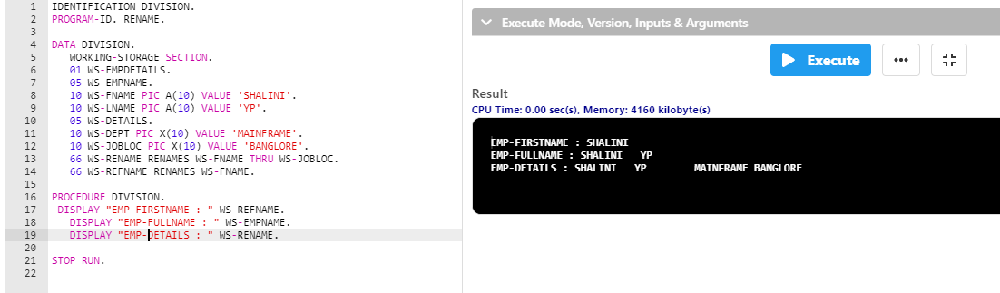 1 IDENTIFICATION DIVISION.
2 PROGRAM-ID. RENAME.
3
4 DATA DIVISION.
5 WORKING-STORAGE SECTION.
6 01 WS-EMPDETAILS.
7 05 WS-EMPNAME.
8 10 WS-FNAME PIC A(10) VALUE 'SHALINI'.
9 10 WS-LNAME PIC A(10) VALUE 'YP'.
10 05 WS-DETAILS.
11 10 WS-DEPT PIC X(10) VALUE 'MAINFRAME'.
12 10 WS-JOBLOC PIC X(10) VALUE 'BANGLORE'.
13 66 WS-RENAME RENAMES WS-FNAME THRU WS-JOBLOC.
14 66 WS-REFNAME RENAMES WS-FNAME.
15
16 PROCEDURE DIVISION.
17 DISPLAY "EMP-FIRSTNAME : " WS-REFNAME.
18 DISPLAY "EMP-FULLNAME : " WS-EMPNAME.
19 DISPLAY "EMP-DETAILS : " WS-RENAME.
20
21 STOP RUN.
22
Execute Mode, Version, Inputs & Arguments
Execute
Result
CPU Time: 0.00 sec(s), Memory: 4160 kilobyte(s)
EMP-FIRSTNAME : SHALINI
EMP-FULLNAME : SHALINI   YP
EMP-DETAILS : SHALINI   YP        MAINFRAME BANGLORE